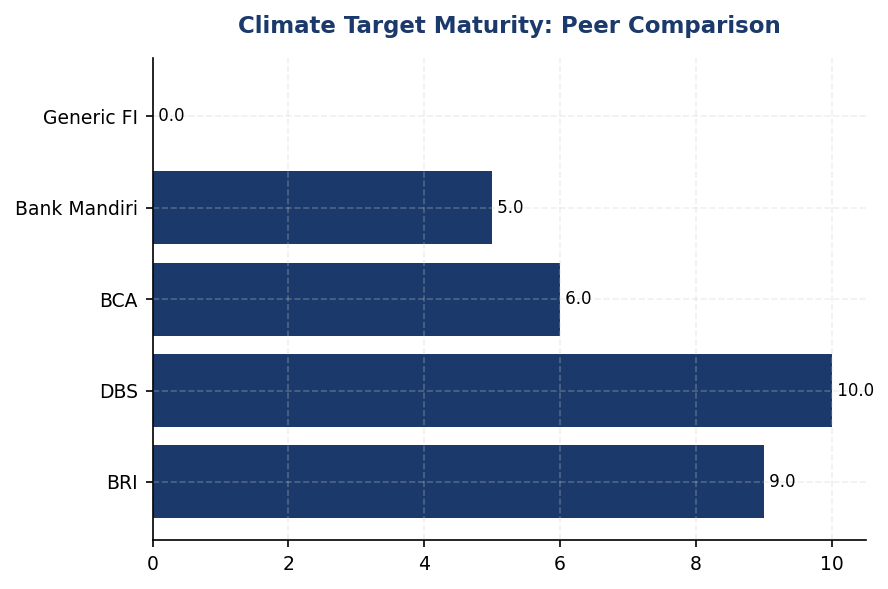 Climate Target Maturity: Peer Comparison
Generic FI 0.0
Bank Mandiri 5.0
BCA 6.0
DBS 10.0
BRI 9.0
0 2 4 6 8 10